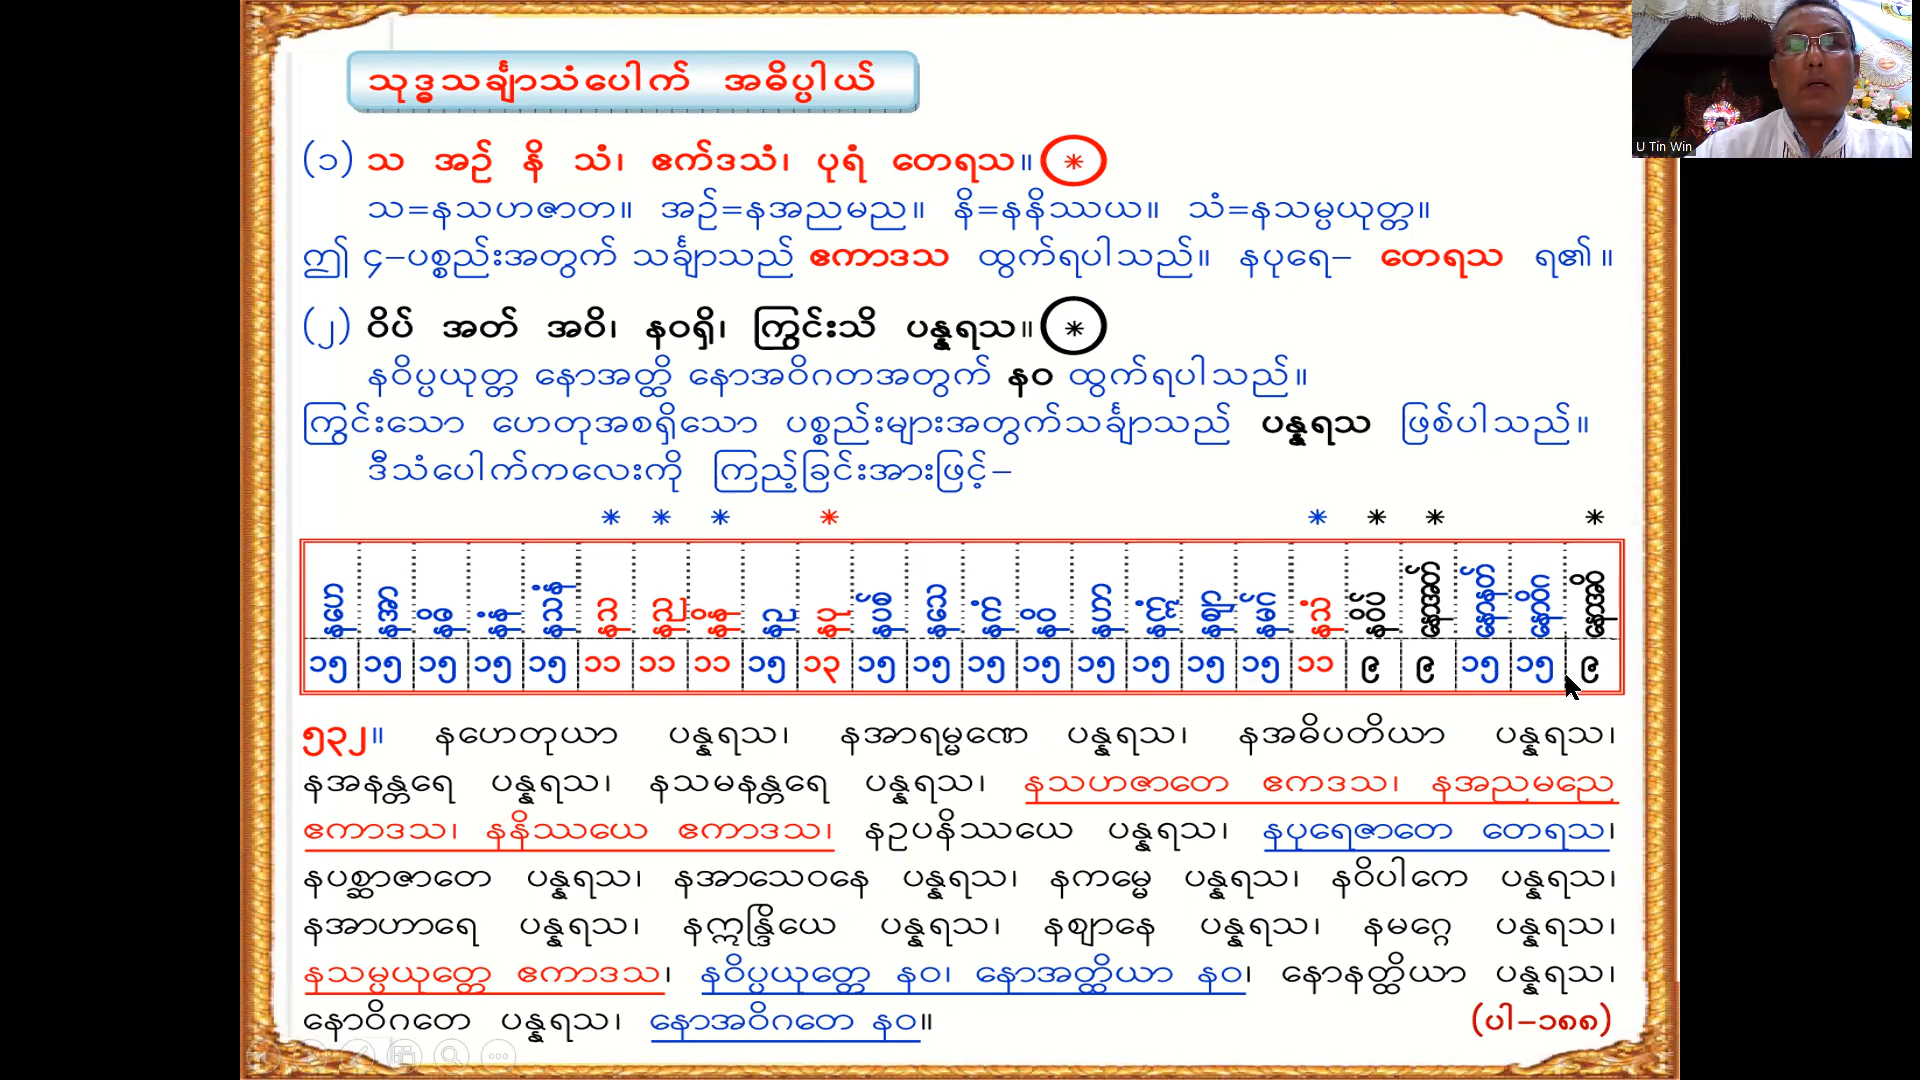 သုဒ္ဓသင်္ချာသံပေါက် အဓိပ္ပါယ်
U Tin Win
(၁) သ အဉ် နိ သံ၊ ဧက်ဒသံ၊ ပုရံ တေရသ။ *
သ=နသဟဇာတ။ အဉ်=နအညမည။ နိ=နနိဿယ။ သံ=နသမ္ပယုတ္တ။
ဤ ၄–ပစ္စည်းအတွက် သင်္ချာသည် ဧကာဒသ ထွက်ရပါသည်။ နပုရေ– တေရသ ရ၏။
(၂) ဝိပ် အတ် အဝိ၊ နဝရှိ၊ ကြွင်းသိ ပန္နရသ။ *
နဝိပ္ပယုတ္တ နောအတ္ထိ နောအဝိဂတအတွက် နဝ ထွက်ရပါသည်။
ကြွင်းသော ဟေတုအစရှိသော ပစ္စည်းများအတွက်သင်္ချာသည် ပန္နရသ ဖြစ်ပါသည်။
ဒီသံပေါက်ကလေးကို ကြည့်ခြင်းအားဖြင့်–
* * * * * * * *
၁၅ ၁၅ ၁၅ ၁၅ ၁၅ ၁၁ ၁၁ ၁၁ ၁၅ ၁၃ ၁၅ ၁၅ ၁၅ ၁၅ ၁၅ ၁၅ ၁၅ ၁၅ ၁၁ ၉ ၉ ၁၅ ၁၅ ၉
၅၃၂။ နဟေတုယာ ပန္နရသ၊ နအာရမ္မဏေ ပန္နရသ၊ နအဓိပတိယာ ပန္နရသ၊
နအနန္တရေ ပန္နရသ၊ နသမနန္တရေ ပန္နရသ၊ နသဟဇာတေ ဧကဒသ၊ နအညမညေ
ဧကာဒသ၊ နနိဿယေ ဧကာဒသ၊ နဥပနိဿယေ ပန္နရသ၊ နပုရေဇာတေ တေရသ၊
နပစ္ဆာဇာတေ ပန္နရသ၊ နအာသေဝနေ ပန္နရသ၊ နကမ္မေ ပန္နရသ၊ နဝိပါကေ ပန္နရသ၊
နအာဟာရေ ပန္နရသ၊ နဣန္ဒြိယေ ပန္နရသ၊ နဈာနေ ပန္နရသ၊ နမဂ္ဂေ ပန္နရသ၊
နသမ္ပယုတ္တေ ဧကာဒသ၊ နဝိပ္ပယုတ္တေ နဝ၊ နောအတ္ထိယာ နဝ၊ နောနတ္ထိယာ ပန္နရသ၊
နောဝိဂတေ ပန္နရသ၊ နောအဝိဂတေ နဝ။ (ပါ–၁၈၈)